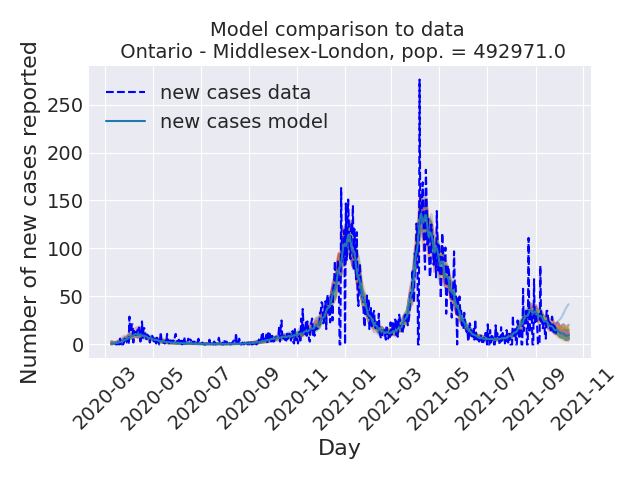 Model comparison to data
Ontario - Middlesex-London, pop. = 492971.0
Number of new cases reported
250
200
150
100
50
0
new cases data
new cases model
2020-03
2020-05
2020-07
2020-09
2020-11
2021-01
2021-03
2021-05
2021-07
2021-09
2021-11
Day